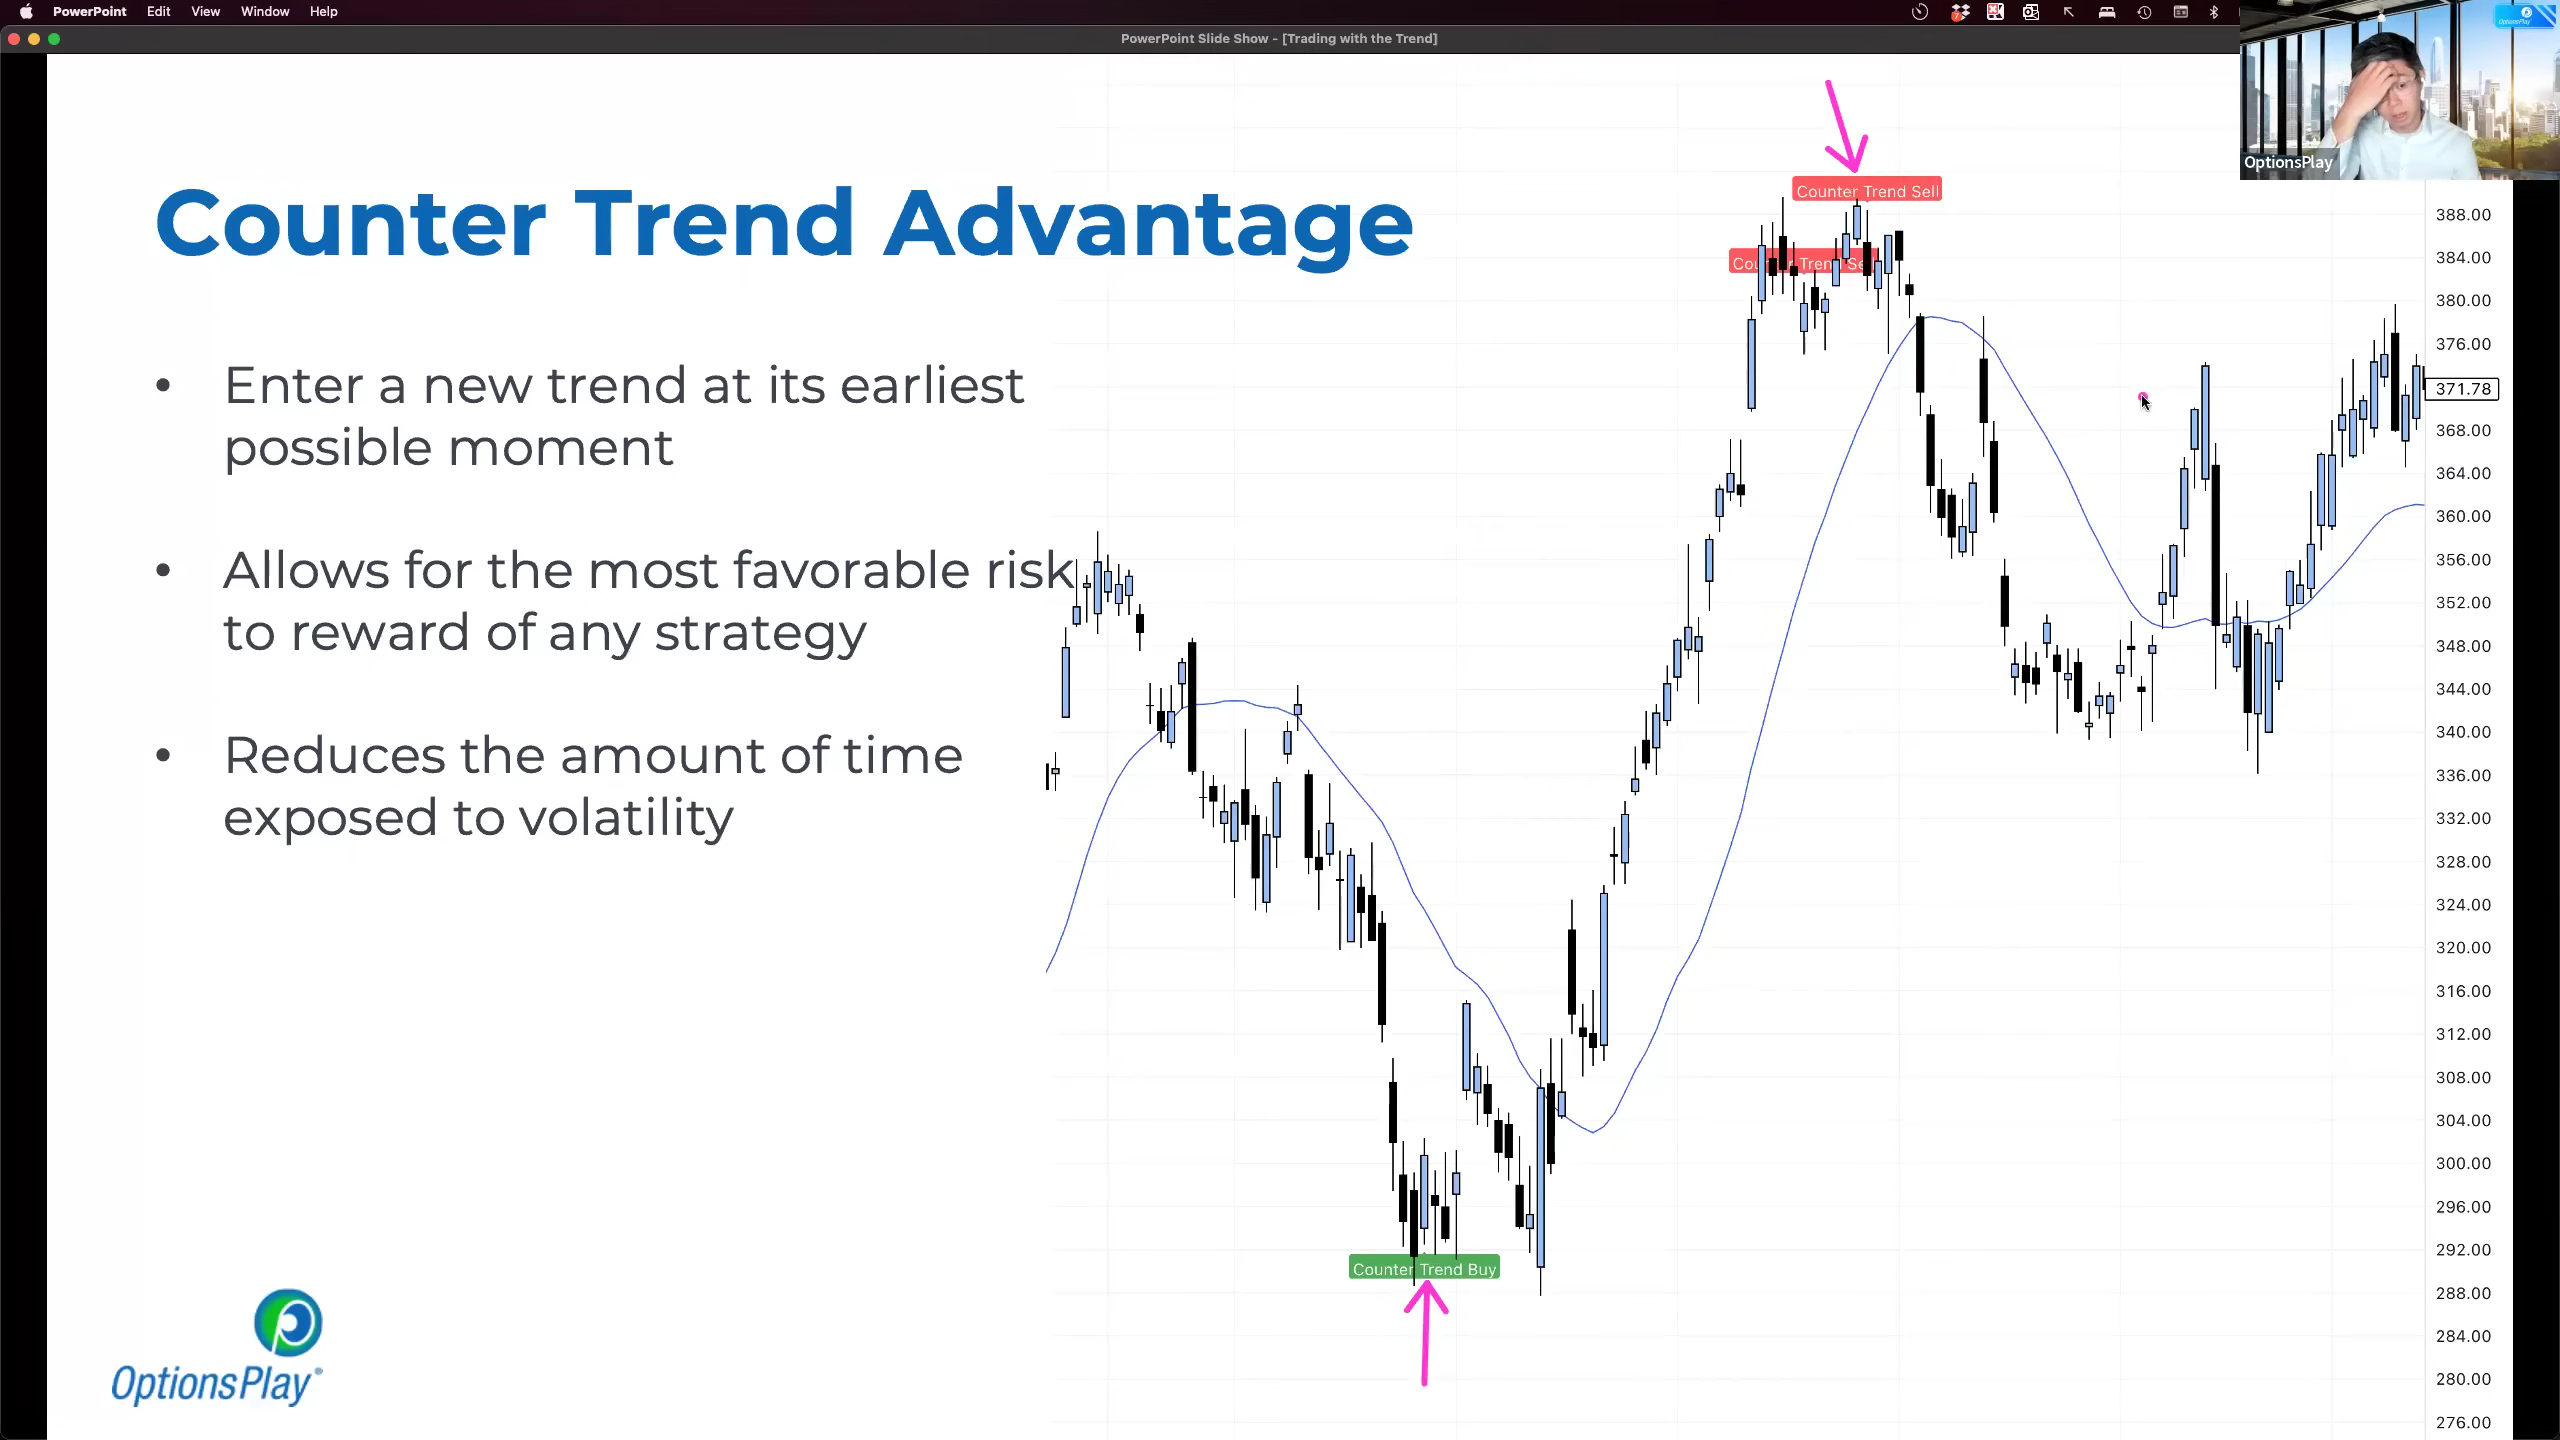 PowerPoint Edit View Window Help
PowerPoint Slide Show - [Trading with the Trend]
OptionsPlay
Counter Trend Advantage
• Enter a new trend at its earliest
possible moment
• Allows for the most favorable risk
to reward of any strategy
• Reduces the amount of time
exposed to volatility
OptionsPlay
Counter Trend Sell
Counter Trend Sell
Counter Trend Buy
388.00
384.00
380.00
376.00
371.78
368.00
364.00
360.00
356.00
352.00
348.00
344.00
340.00
336.00
332.00
328.00
324.00
320.00
316.00
312.00
308.00
304.00
300.00
296.00
292.00
288.00
284.00
280.00
276.00